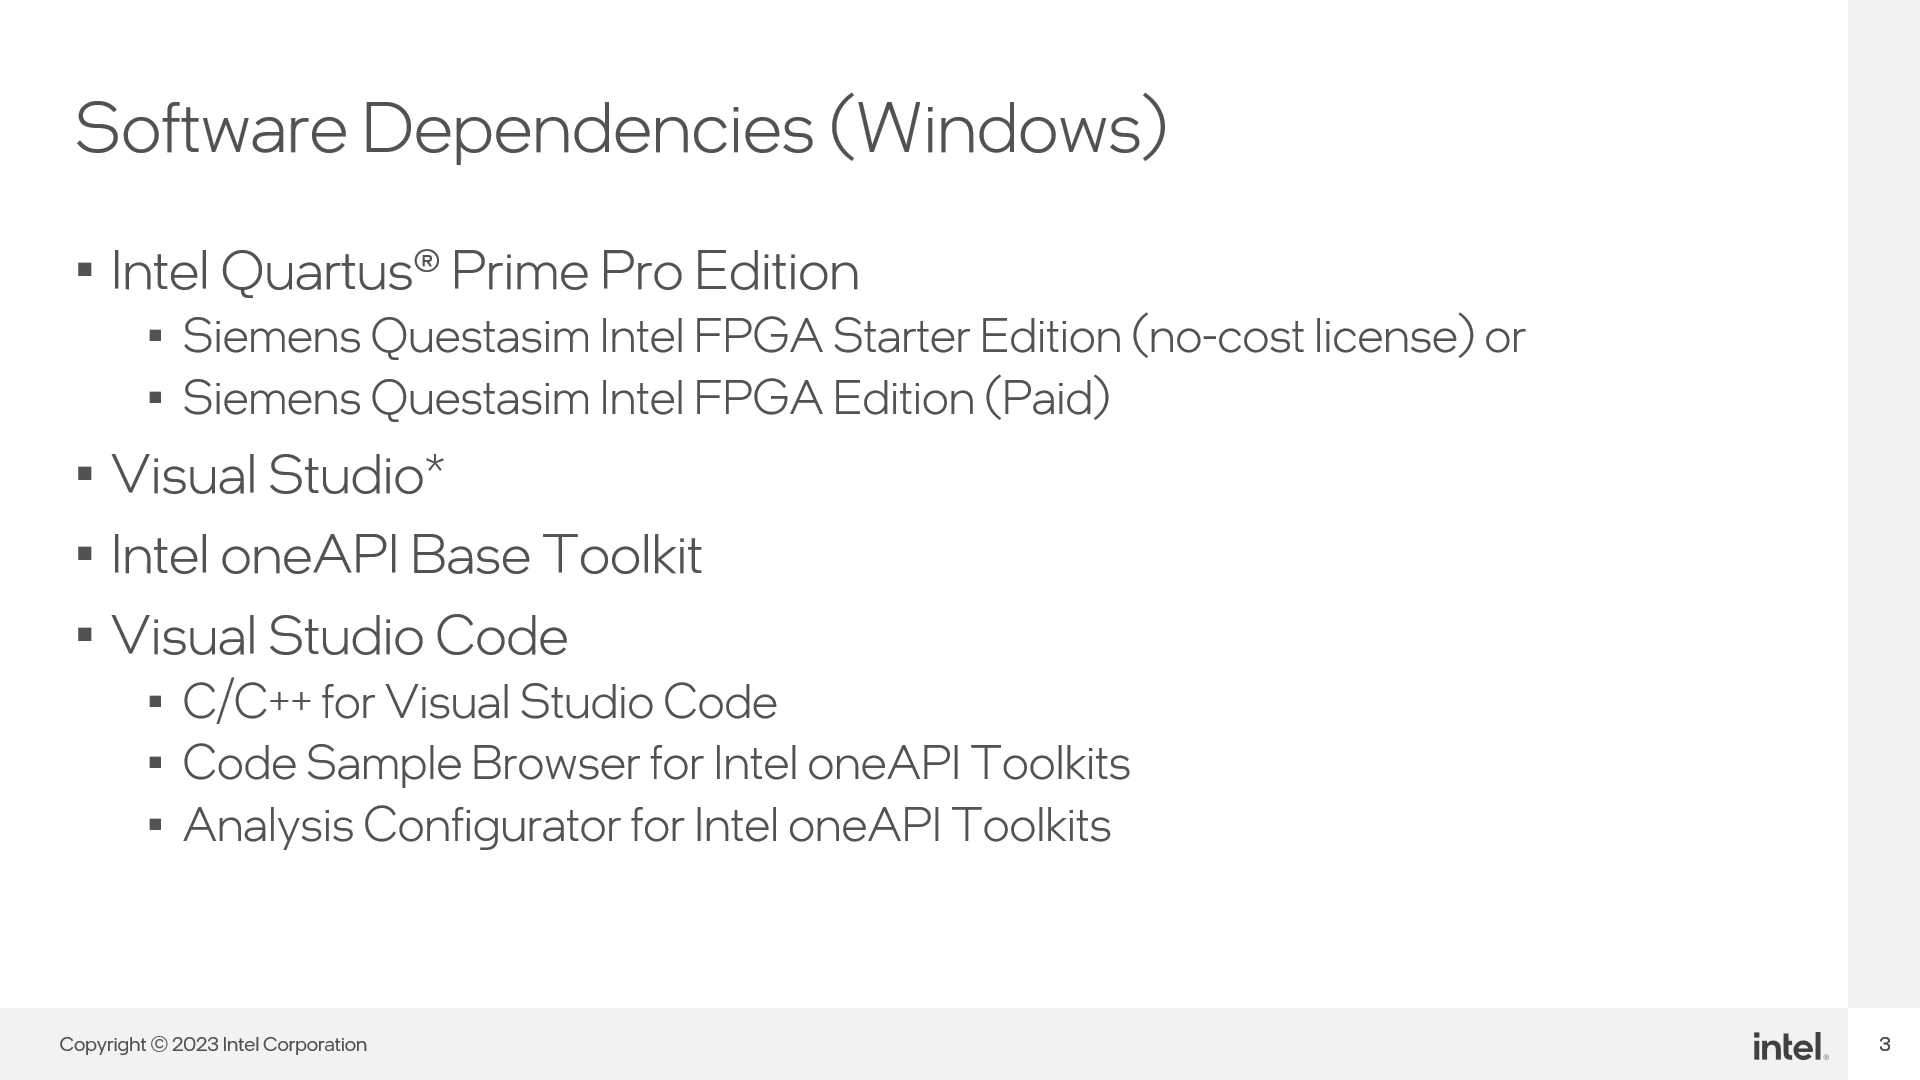 Software Dependencies (Windows)
▪ Intel Quartus® Prime Pro Edition
▪ Siemens Questasim Intel FPGA Starter Edition (no-cost license) or
▪ Siemens Questasim Intel FPGA Edition (Paid)
▪ Visual Studio*
▪ Intel oneAPI Base Toolkit
▪ Visual Studio Code
▪ C/C++ for Visual Studio Code
▪ Code Sample Browser for Intel oneAPI Toolkits
▪ Analysis Configurator for Intel oneAPI Toolkits
Copyright © 2023 Intel Corporation
intel®
3